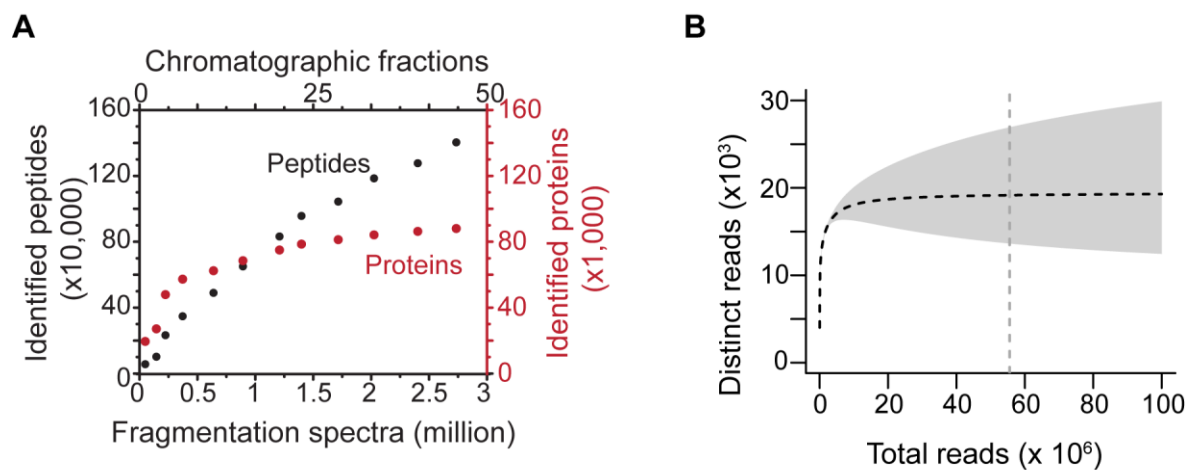 A
Chromatographic fractions
0 25 50
160 160
120 120
80 80
40 40
0 0
Identified peptides
(x10,000)
Peptides
Proteins
Identified proteins
(x1,000)
0 0.5 1 1.5 2 2.5 3
Fragmentation spectra (million)
B
30
20
10
0
Distinct reads (x10³)
0 20 40 60 80 100
Total reads (x 10⁶)